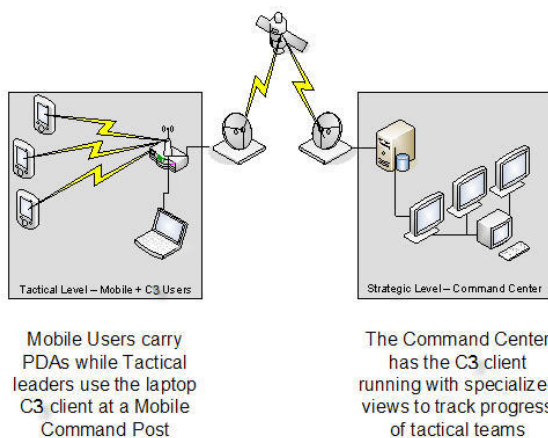 Tactical Level – Mobile + C3 Users
Strategic Level – Command Center
Mobile Users carry
PDAs while Tactical
leaders use the laptop
C3 client at a Mobile
Command Post
The Command Center
has the C3 client
running with specialize
views to track progress
of tactical teams